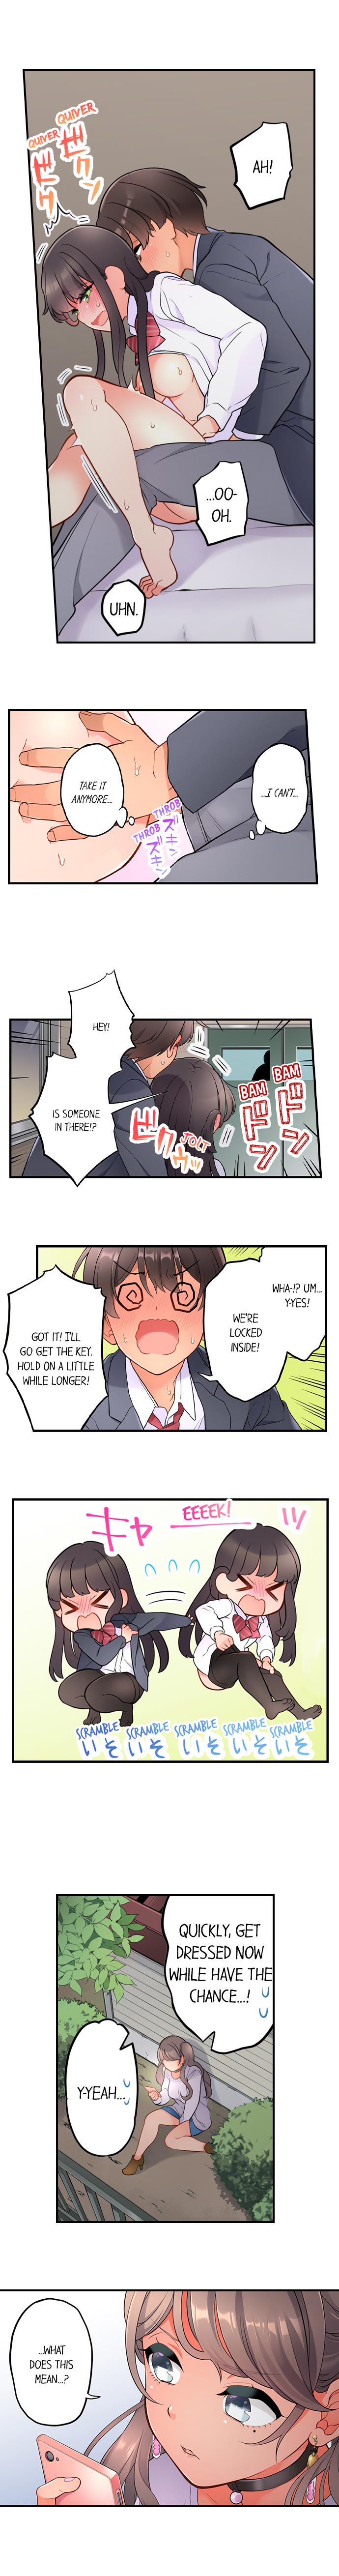 QUIVER
QUIVER
ビクン
ビク
AH!
...OO-
OH.
UHN.
...I CAN'T...
TAKE IT
ANYMORE...
THROB
THROB
ズキン
ズキン
HEY!
IS SOMEONE
IN THERE!?
BAM
BAM
ドン
ドン
JOLT
ビクゥッ
WHA-!? UM...
Y-YES!
WE'RE
LOCKED
INSIDE!
GOT IT! I'LL
GO GET THE KEY.
HOLD ON A LITTLE
WHILE LONGER!
EEEEK!
キャ
ッ
SCRAMBLE
SCRAMBLE
SCRAMBLE
SCRAMBLE
SCRAMBLE
いそ いそ いそ いそ いそ
QUICKLY, GET
DRESSED NOW
WHILE HAVE THE
CHANCE...!
Y-YEAH...
...WHAT
DOES THIS
MEAN...?